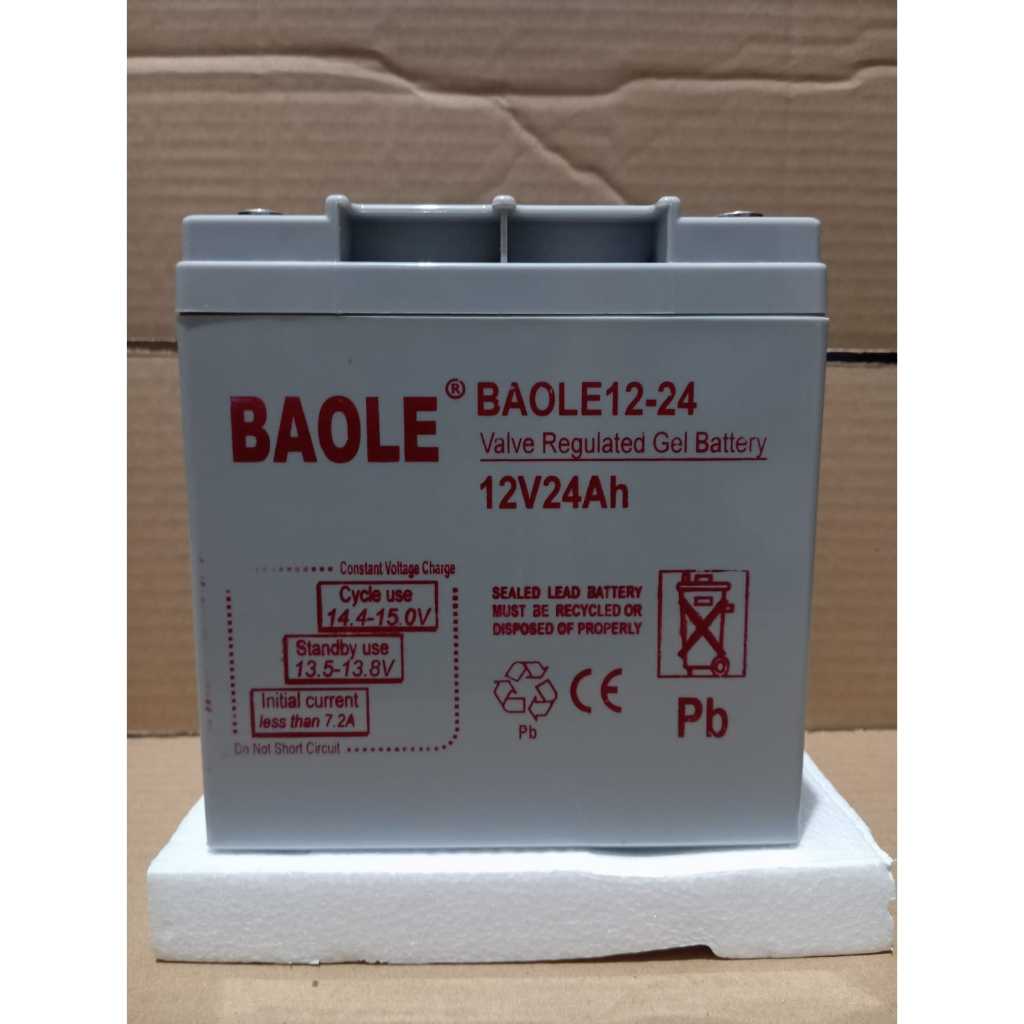 BAOLE®
BAOLE12-24
Valve Regulated Gel Battery
12V24Ah
Constant Voltage Charge
Cycle use
14.4-15.0V
Standby use
13.5-13.8V
Initial current
less than 7.2A
Do Not Short Circuit
SEALED LEAD BATTERY
MUST BE RECYCLED OR
DISPOSED OF PROPERLY
Pb
CE
Pb